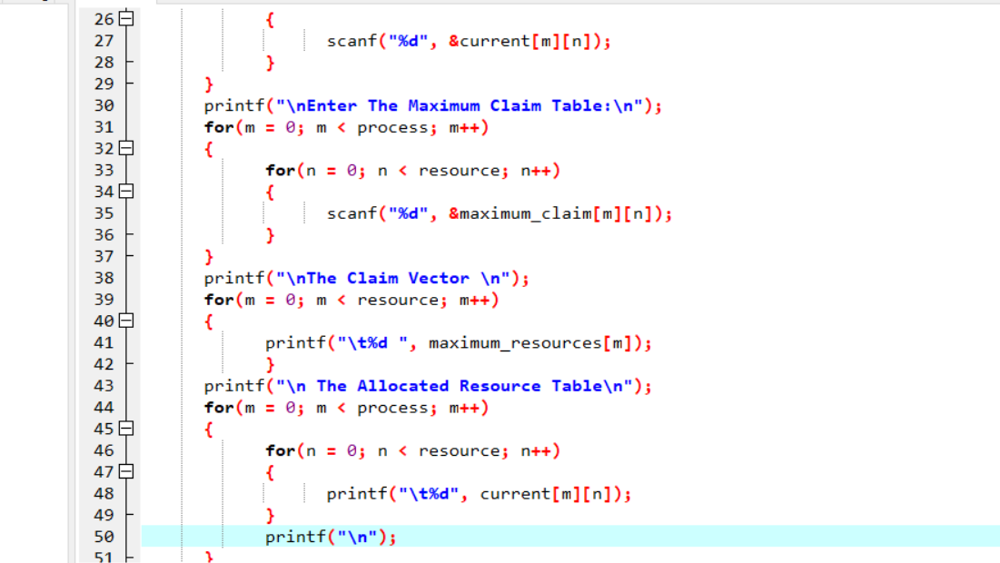 26 {
27 scanf("%d", &current[m][n]);
28 }
29 }
30 printf("\nEnter The Maximum Claim Table:\n");
31 for(m = 0; m < process; m++)
32 {
33 for(n = 0; n < resource; n++)
34 {
35 scanf("%d", &maximum_claim[m][n]);
36 }
37 }
38 printf("\nThe Claim Vector \n");
39 for(m = 0; m < resource; m++)
40 {
41 printf("\t%d ", maximum_resources[m]);
42 }
43 printf("\n The Allocated Resource Table\n");
44 for(m = 0; m < process; m++)
45 {
46 for(n = 0; n < resource; n++)
47 {
48 printf("\t%d", current[m][n]);
49 }
50 printf("\n");
51 }